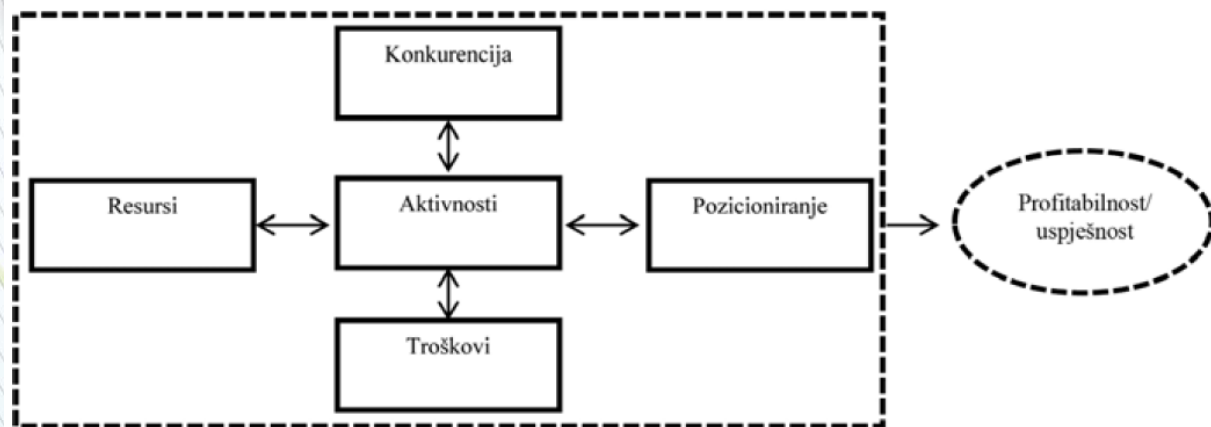 Konkurencija
Resursi
Aktivnosti
Pozicioniranje
Profitabilnost/
uspješnost
Troškovi